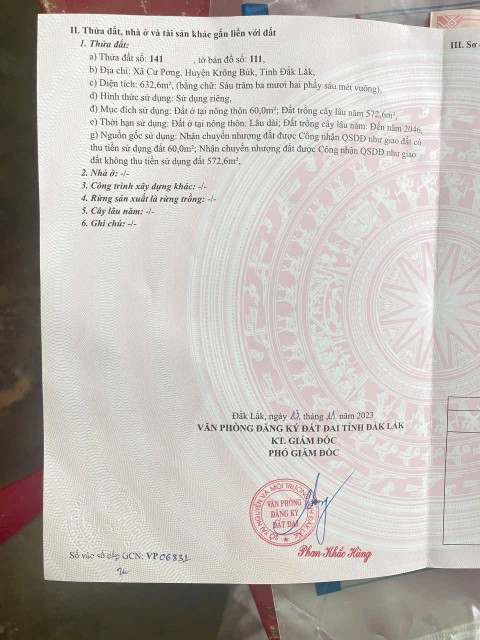 II. Thửa đất, nhà ở và tài sản khác gắn liền với đất
III. Sơ
1. Thửa đất:
a) Thửa đất số: 141 , tờ bản đồ số: 111,
b) Địa chỉ: Xã Cư Pơng, Huyện Krông Búk, Tỉnh Đắk Lắk,
c) Diện tích: 632,6m², (bằng chữ: Sáu trăm ba mươi hai phẩy sáu mét vuông),
d) Hình thức sử dụng: Sử dụng riêng,
đ) Mục đích sử dụng: Đất ở tại nông thôn 60,0m²; Đất trồng cây lâu năm 572,6m²,
e) Thời hạn sử dụng: Đất ở tại nông thôn: Lâu dài; Đất trồng cây lâu năm: Đến năm 2046,
g) Nguồn gốc sử dụng: Nhận chuyển nhượng đất được Công nhận QSDĐ như giao đất có
thu tiền sử dụng đất 60,0m²; Nhận chuyển nhượng đất được Công nhận QSDĐ như giao
đất không thu tiền sử dụng đất 572,6m²,
2. Nhà ở: -/-
3. Công trình xây dựng khác: -/-
4. Rừng sản xuất là rừng trồng: -/-
5. Cây lâu năm: -/-
6. Ghi chú: -/-
Đắk Lắk, ngày tháng năm 2023
VĂN PHÒNG ĐĂNG KÝ ĐẤT ĐAI TỈNH ĐẮK LẮK
KT. GIÁM ĐỐC
PHÓ GIÁM ĐỐC
VĂN PHÒNG
ĐĂNG KÝ
ĐẤT ĐAI
Phan Khắc Hùng
Số vào sổ cấp GCN: VP 06831